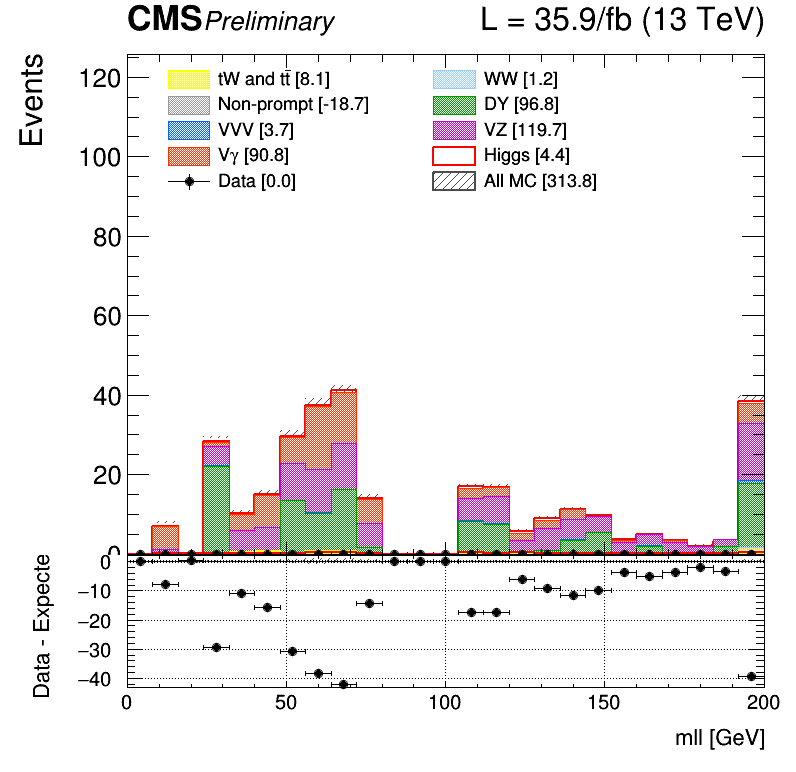 CMS Preliminary L = 35.9/fb (13 TeV)
Events
120
100
80
60
40
20
0
tW and tt̄ [8.1] WW [1.2]
Non-prompt [-18.7] DY [96.8]
VVV [3.7] VZ [119.7]
Vγ [90.8] Higgs [4.4]
Data [0.0] All MC [313.8]
Data - Expecte
0
−10
−20
−30
−40
0 50 100 150 200
mll [GeV]